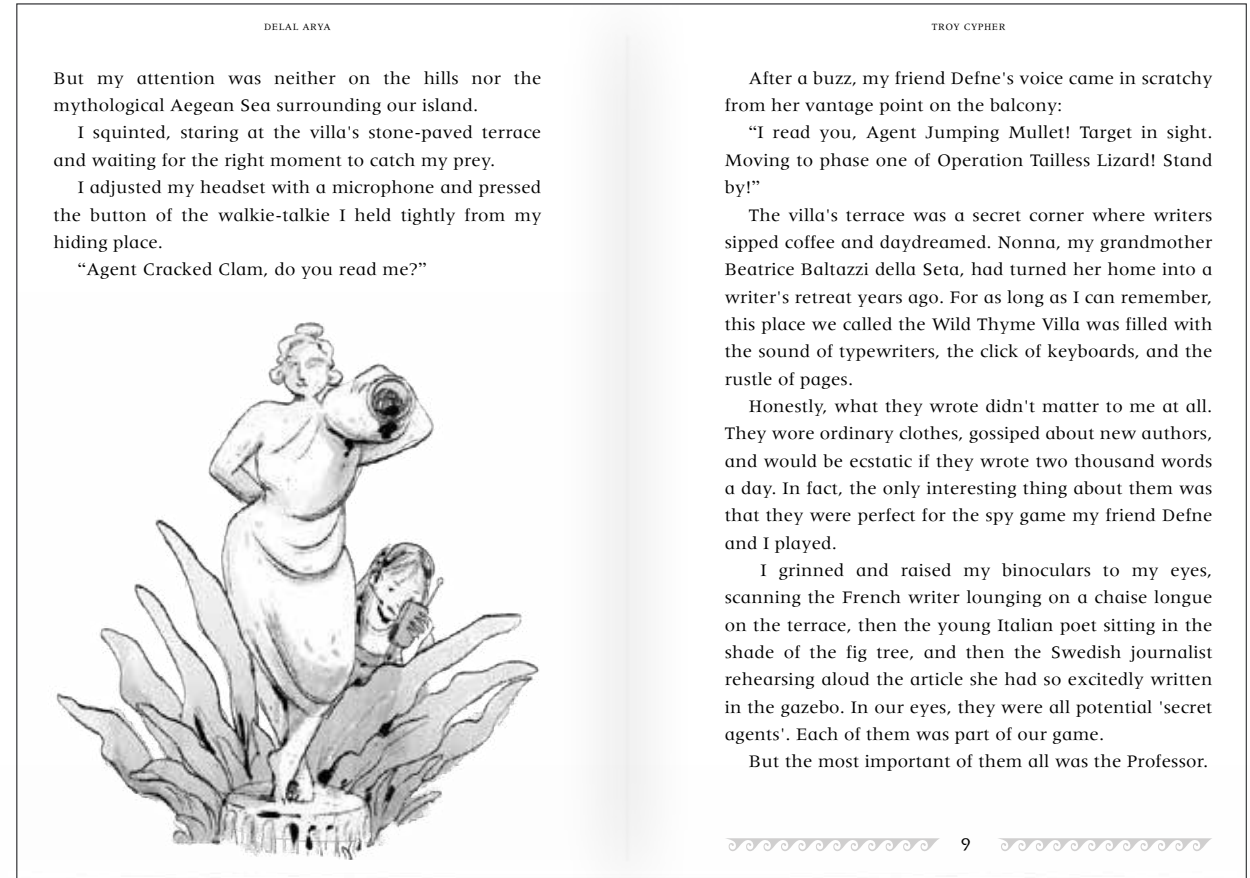 DELAL ARYA
But my attention was neither on the hills nor the
mythological Aegean Sea surrounding our island.
I squinted, staring at the villa's stone-paved terrace
and waiting for the right moment to catch my prey.
I adjusted my headset with a microphone and pressed
the button of the walkie-talkie I held tightly from my
hiding place.
“Agent Cracked Clam, do you read me?”
TROY CYPHER
After a buzz, my friend Defne's voice came in scratchy
from her vantage point on the balcony:
“I read you, Agent Jumping Mullet! Target in sight.
Moving to phase one of Operation Tailless Lizard! Stand
by!”
The villa's terrace was a secret corner where writers
sipped coffee and daydreamed. Nonna, my grandmother
Beatrice Baltazzi della Seta, had turned her home into a
writer's retreat years ago. For as long as I can remember,
this place we called the Wild Thyme Villa was filled with
the sound of typewriters, the click of keyboards, and the
rustle of pages.
Honestly, what they wrote didn't matter to me at all.
They wore ordinary clothes, gossiped about new authors,
and would be ecstatic if they wrote two thousand words
a day. In fact, the only interesting thing about them was
that they were perfect for the spy game my friend Defne
and I played.
I grinned and raised my binoculars to my eyes,
scanning the French writer lounging on a chaise longue
on the terrace, then the young Italian poet sitting in the
shade of the fig tree, and then the Swedish journalist
rehearsing aloud the article she had so excitedly written
in the gazebo. In our eyes, they were all potential 'secret
agents'. Each of them was part of our game.
But the most important of them all was the Professor.
9